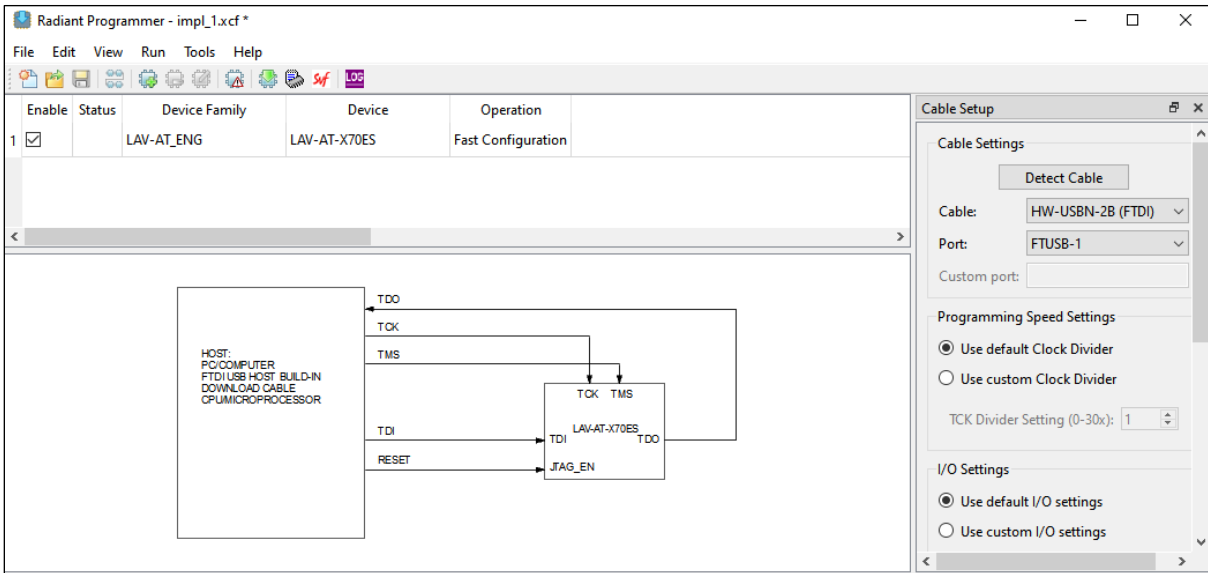 Radiant Programmer - impl_1.xcf *
File Edit View Run Tools Help
Svf LOG
Enable Status Device Family Device Operation
1 LAV-AT_ENG LAV-AT-X70ES Fast Configuration
HOST:
PC/COMPUTER
FTDI USB HOST BUILD-IN
DOWNLOAD CABLE
CPU/MICROPROCESSOR
TDO
TCK
TMS
TDI
RESET
TCK TMS
LAV-AT-X70ES
TDI TDO
JTAG_EN
Cable Setup
Cable Settings
Detect Cable
Cable: HW-USBN-2B (FTDI)
Port: FTUSB-1
Custom port:
Programming Speed Settings
Use default Clock Divider
Use custom Clock Divider
TCK Divider Setting (0-30x): 1
I/O Settings
Use default I/O settings
Use custom I/O settings